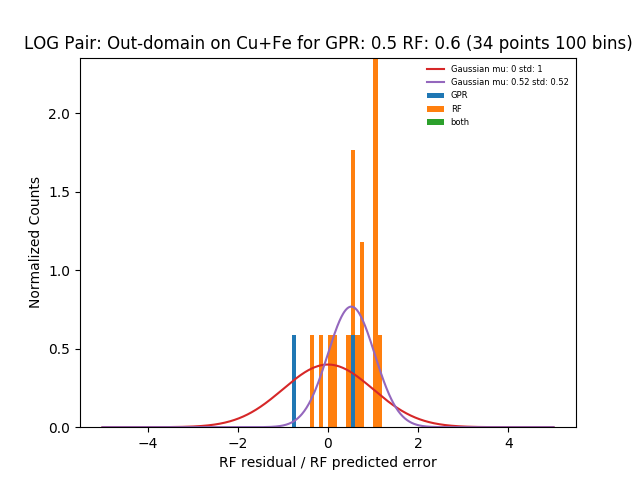 LOG Pair: Out-domain on Cu+Fe for GPR: 0.5 RF: 0.6 (34 points 100 bins)
Gaussian mu: 0 std: 1
Gaussian mu: 0.52 std: 0.52
GPR
RF
both
Normalized Counts
2.0
1.5
1.0
0.5
0.0
−4 −2 0 2 4
RF residual / RF predicted error